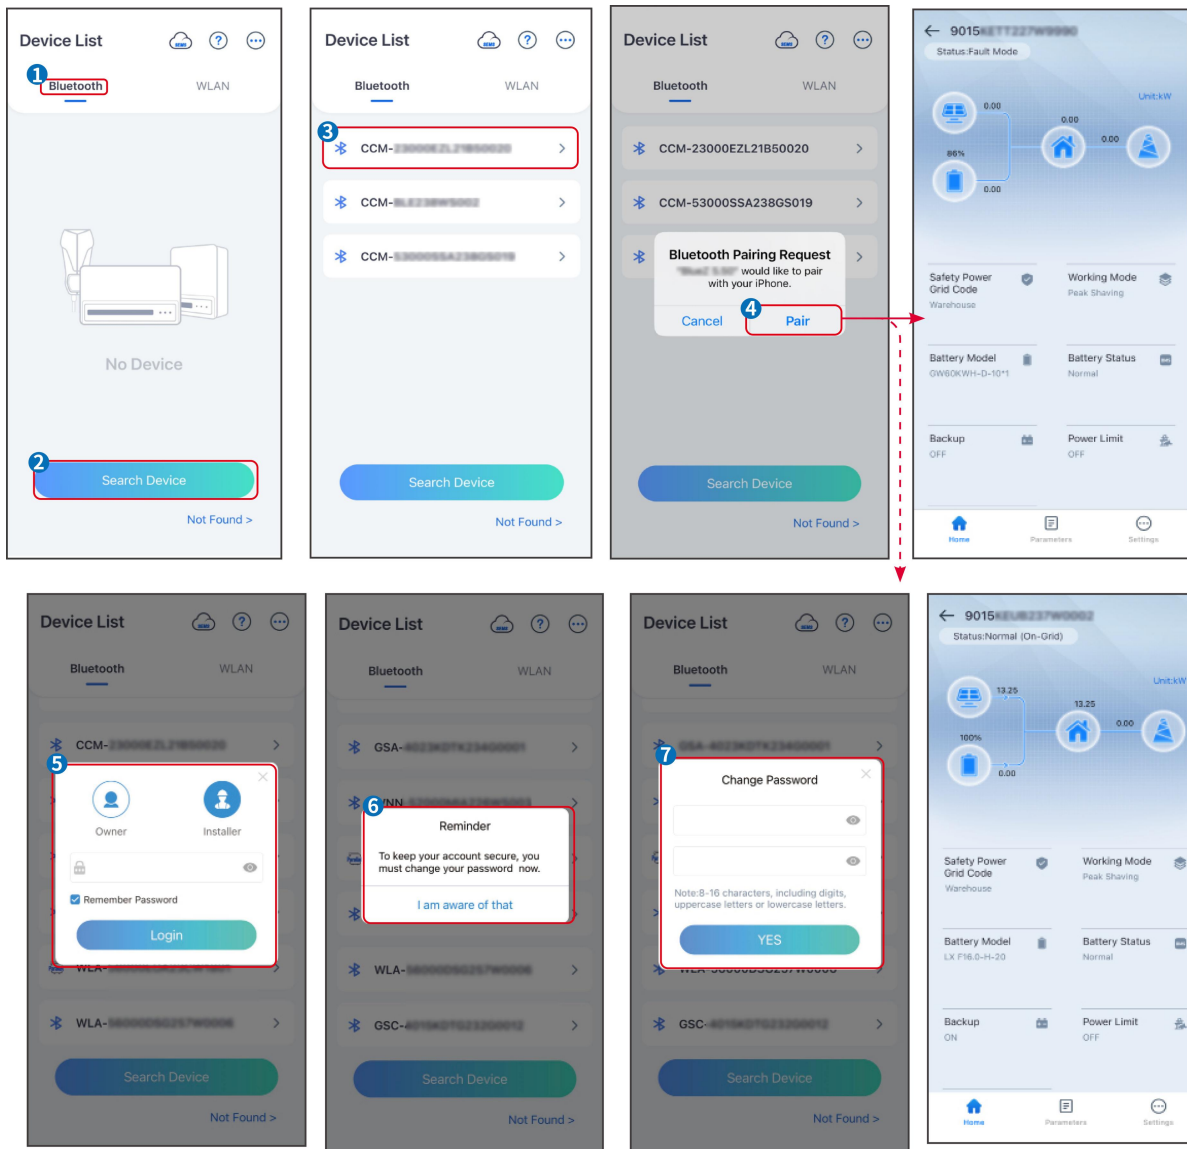 Device List
1
Bluetooth
WLAN
No Device
2
Search Device
Not Found >
Device List
Bluetooth
WLAN
3
CCM-
CCM-
CCM-
Search Device
Not Found >
Device List
Bluetooth
WLAN
CCM-23000EZL21B50020
CCM-53000SSA238GS019
Bluetooth Pairing Request
would like to pair
with your iPhone.
4
Cancel
Pair
Search Device
Not Found >
9015
Status:Fault Mode
Unit:kW
0.00
0.00
0.00
86%
0.00
Safety Power
Grid Code
Warehouse
Working Mode
Peak Shaving
Battery Model
GW60KWH-D-10*1
Battery Status
Normal
Backup
OFF
Power Limit
OFF
Home
Parameters
Settings
Device List
Bluetooth
WLAN
CCM-
5
Owner
Installer
Remember Password
Login
WLA-
WLA-
Search Device
Not Found >
Device List
Bluetooth
WLAN
GSA-
6
Reminder
To keep your account secure, you
must change your password now.
I am aware of that
WLA-
GSC-
Search Device
Not Found >
Device List
Bluetooth
WLAN
7
Change Password
Note:8-16 characters, including digits,
uppercase letters or lowercase letters.
YES
GSC-
Search Device
Not Found >
9015
Status:Normal (On-Grid)
Unit:kW
13.25
13.25
0.00
100%
0.00
Safety Power
Grid Code
Warehouse
Working Mode
Peak Shaving
Battery Model
LX F16.0-H-20
Battery Status
Normal
Backup
ON
Power Limit
OFF
Home
Parameters
Settings